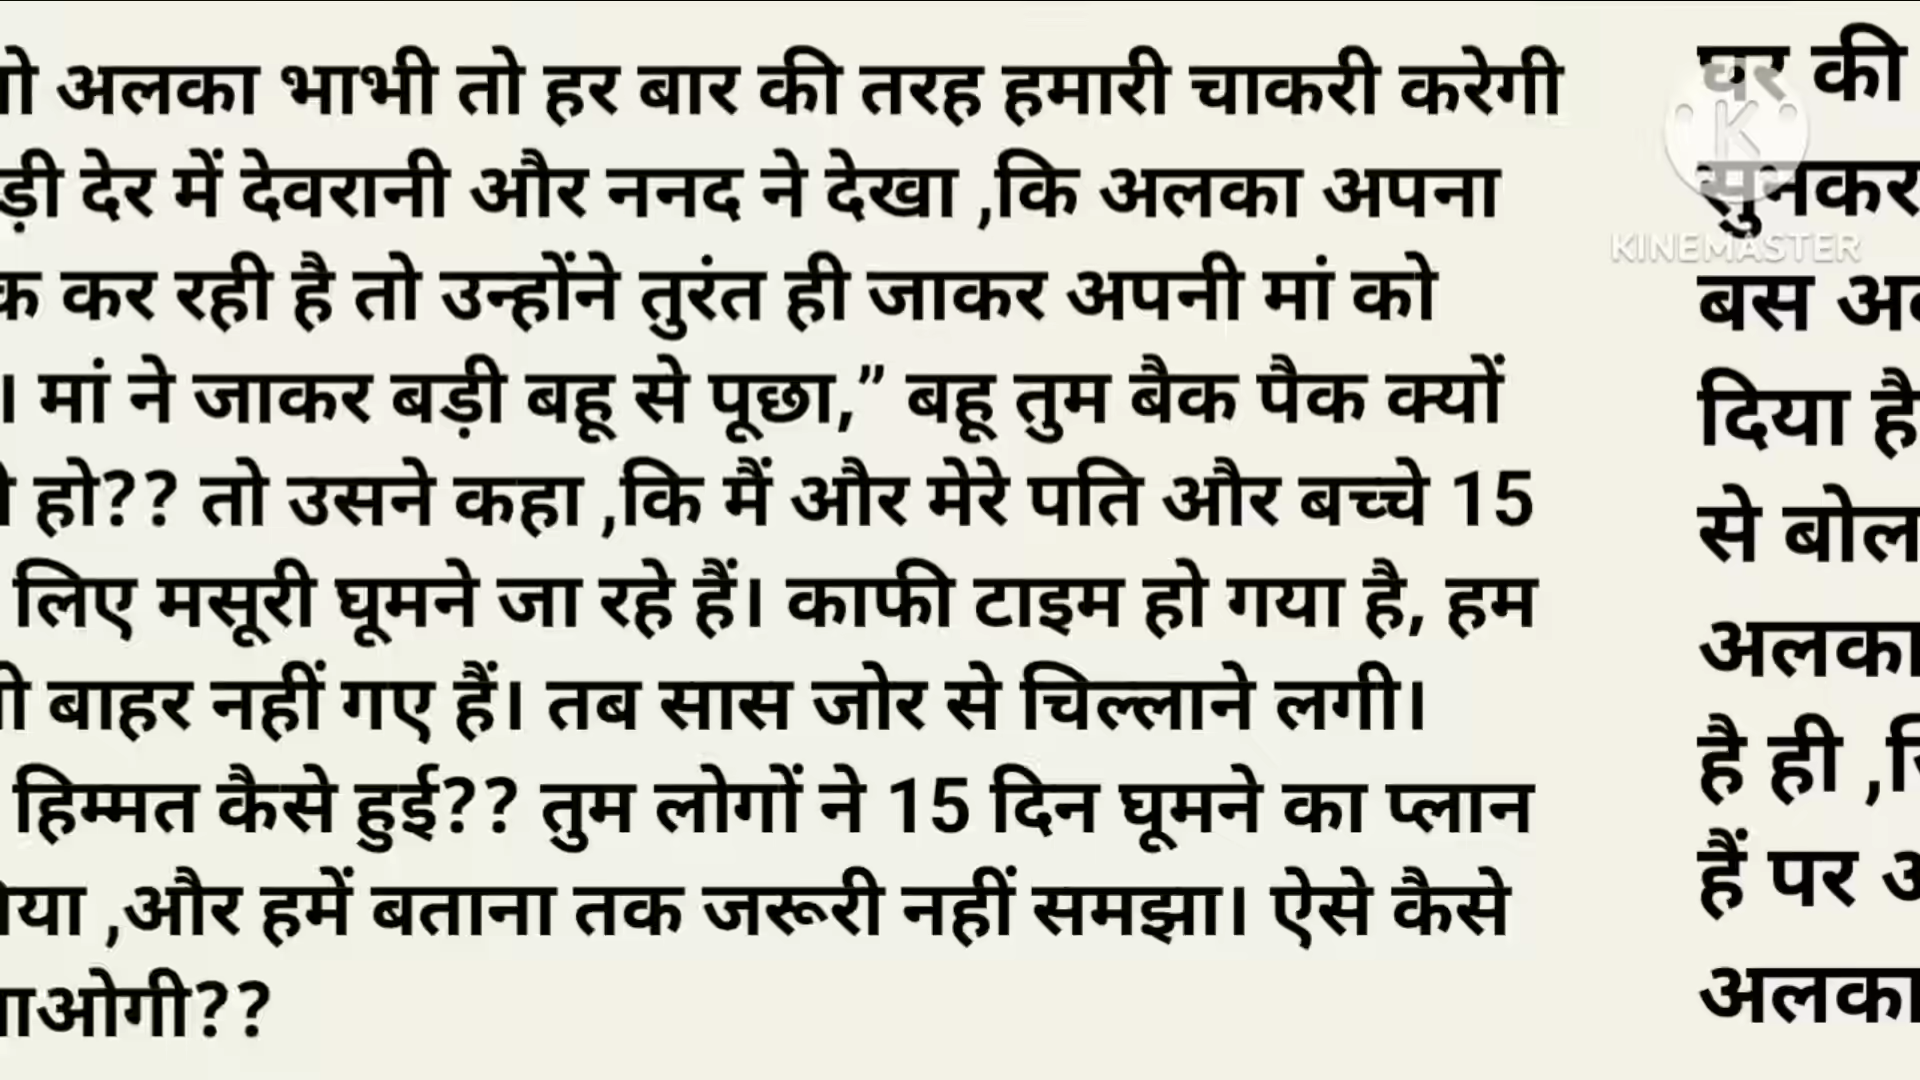 अलका भाभी तो हर बार की तरह हमारी चाकरी करेगी
देर में देवरानी और ननद ने देखा ,कि अलका अपना
कर रही है तो उन्होंने तुरंत ही जाकर अपनी मां को
। मां ने जाकर बड़ी बहू से पूछा,” बहू तुम बैक पैक क्यों
हो?? तो उसने कहा ,कि मैं और मेरे पति और बच्चे 15
लिए मसूरी घूमने जा रहे हैं। काफी टाइम हो गया है, हम
बाहर नहीं गए हैं। तब सास जोर से चिल्लाने लगी।
हिम्मत कैसे हुई?? तुम लोगों ने 15 दिन घूमने का प्लान
,और हमें बताना तक जरूरी नहीं समझा। ऐसे कैसे
घर की
सुनकर
बस
दिया है
से बोल
अलका
है ही
हैं पर
अलका
K
KINEMASTER